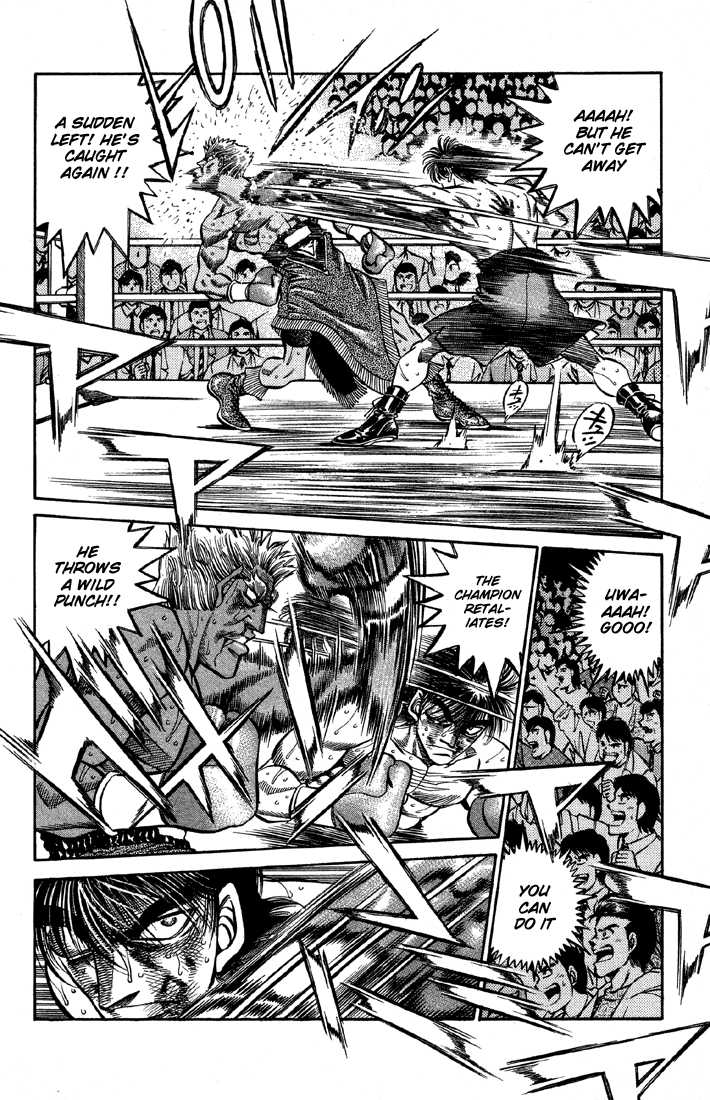 AAAAH!
BUT HE
CAN'T GET
AWAY
A SUDDEN
LEFT! HE'S
CAUGHT
AGAIN !!
UWA-
AAAH!
GOOO!
THE
CHAMPION
RETAL-
IATES!
HE
THROWS
A WILD
PUNCH!!
YOU
CAN
DO IT